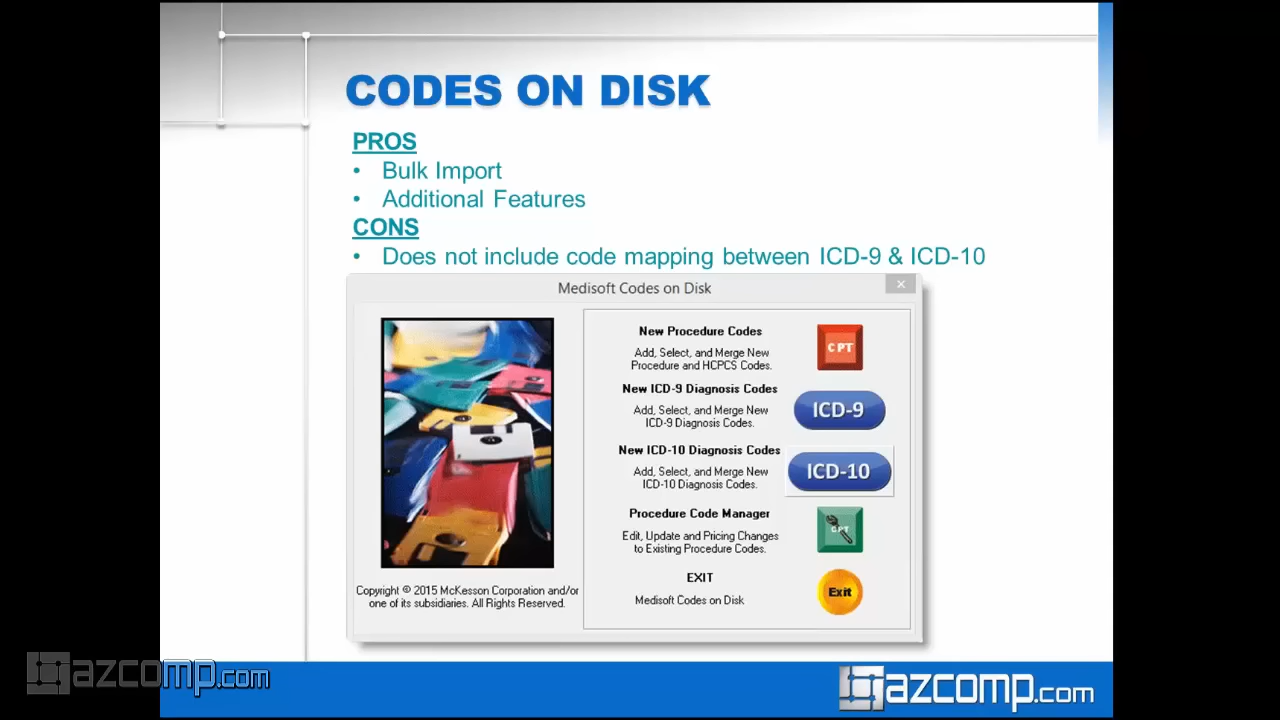 CODES ON DISK
PROS
• Bulk Import
• Additional Features
CONS
• Does not include code mapping between ICD-9 & ICD-10
Medisoft Codes on Disk
New Procedure Codes
Add, Select, and Merge New
Procedure and HCPCS Codes.
CPT
New ICD-9 Diagnosis Codes
Add, Select, and Merge New
ICD-9 Diagnosis Codes.
ICD-9
New ICD-10 Diagnosis Codes
Add, Select, and Merge New
ICD-10 Diagnosis Codes.
ICD-10
Procedure Code Manager
Edit, Update and Pricing Changes
to Existing Procedure Codes.
CPT
EXIT
Medisoft Codes on Disk
Exit
Copyright © 2015 McKesson Corporation and/or
one of its subsidiaries. All Rights Reserved.
azcomp.com
azcomp.com